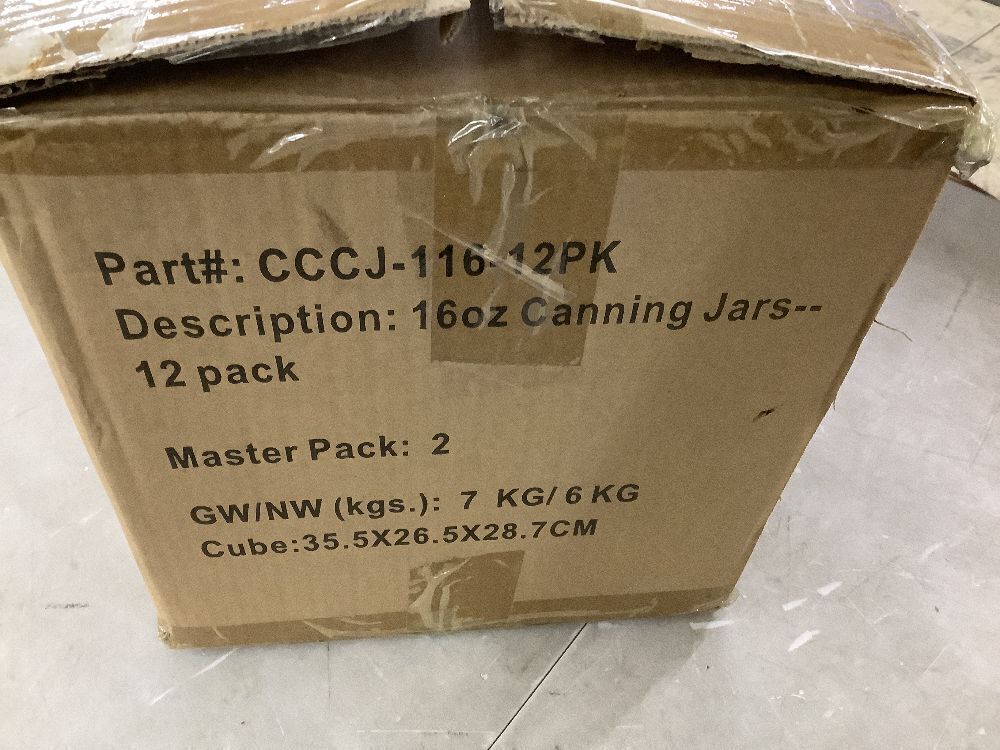 Part#: CCCJ-116-12PK
Description: 16oz Canning Jars--
12 pack
Master Pack: 2
GW/NW (kgs.): 7 KG/ 6 KG
Cube:35.5X26.5X28.7CM